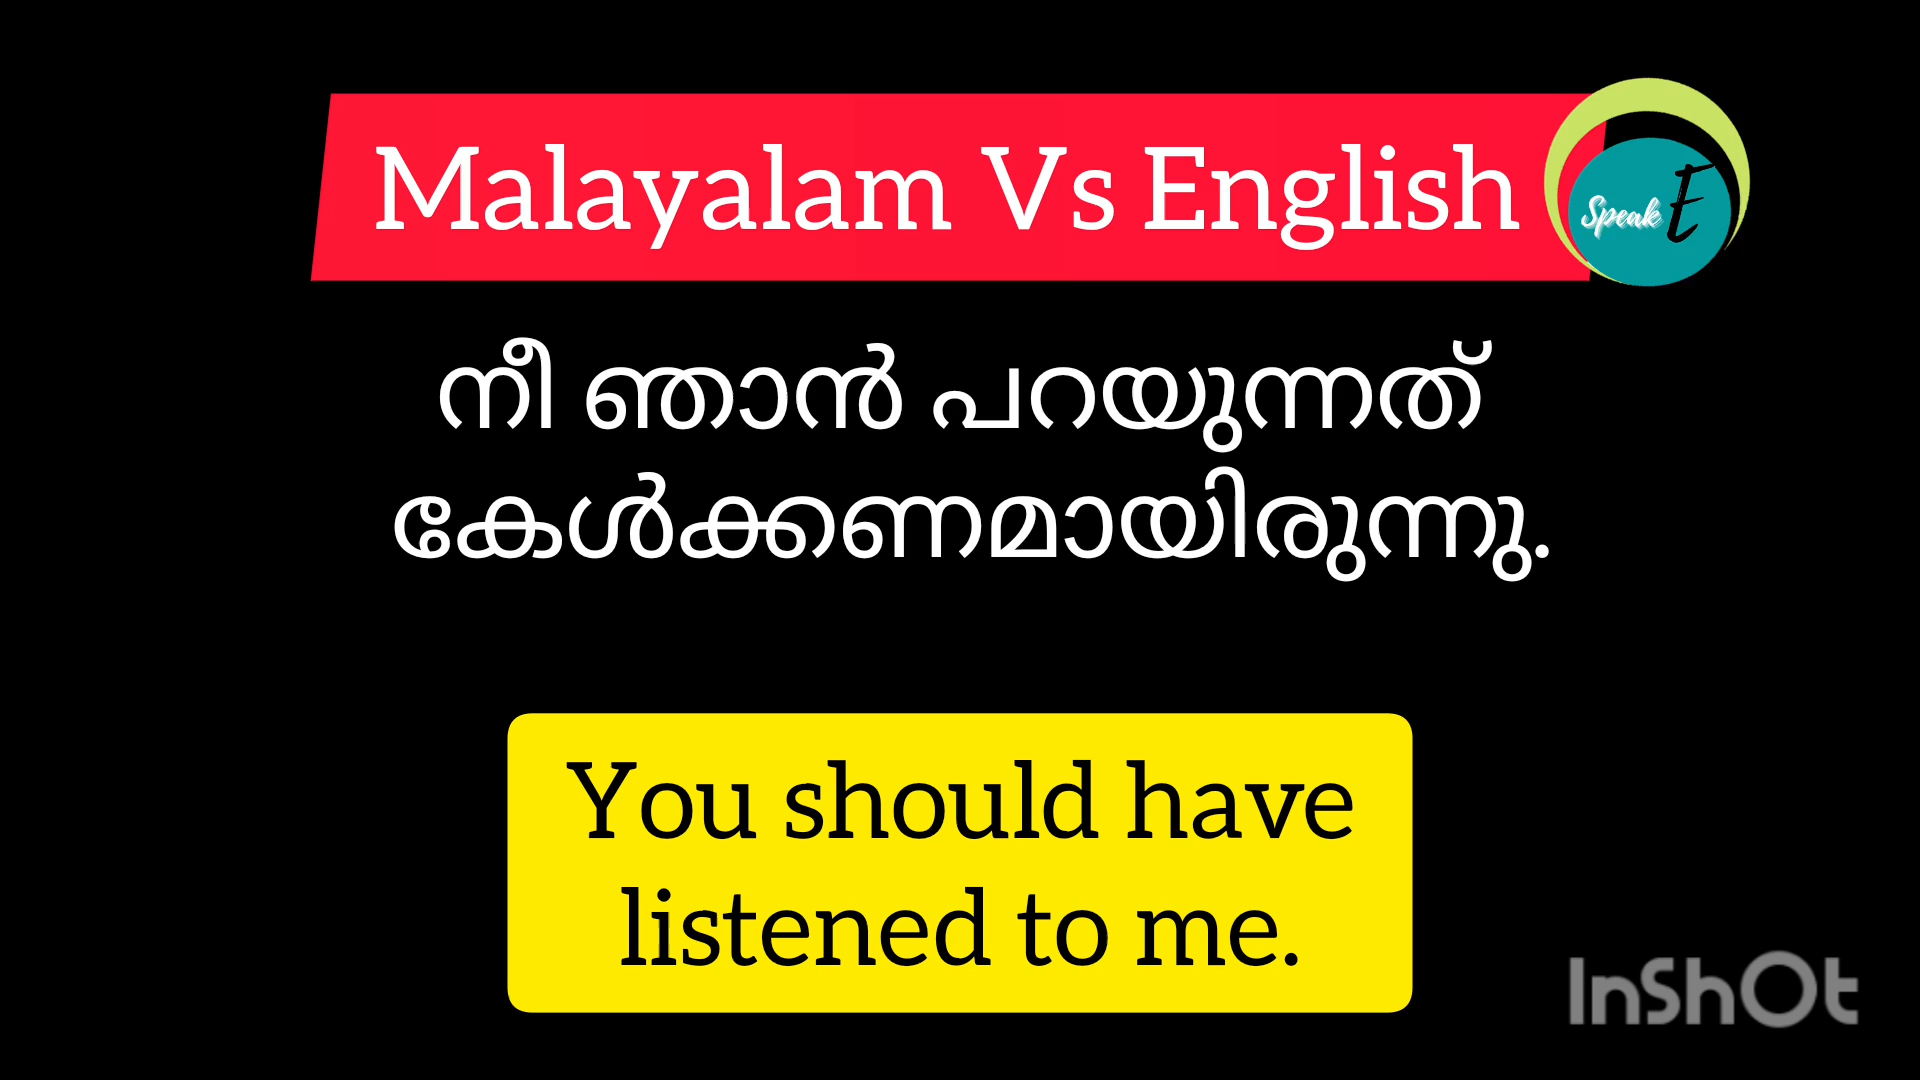 Malayalam Vs English
Speak E
നീ ഞാൻ പറയുന്നത്
കേൾക്കണമായിരുന്നു.
You should have
listened to me.
InShOt